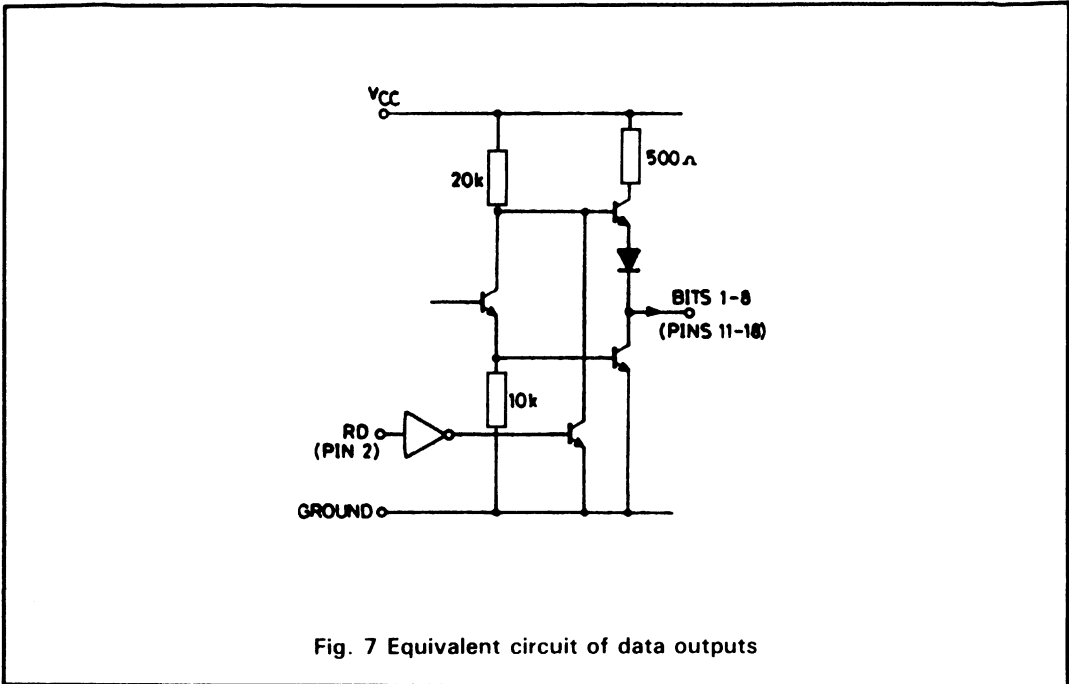 VCC
500Ω
20k
BITS 1-8
(PINS 11-18)
10k
RD
(PIN 2)
GROUND
Fig. 7 Equivalent circuit of data outputs